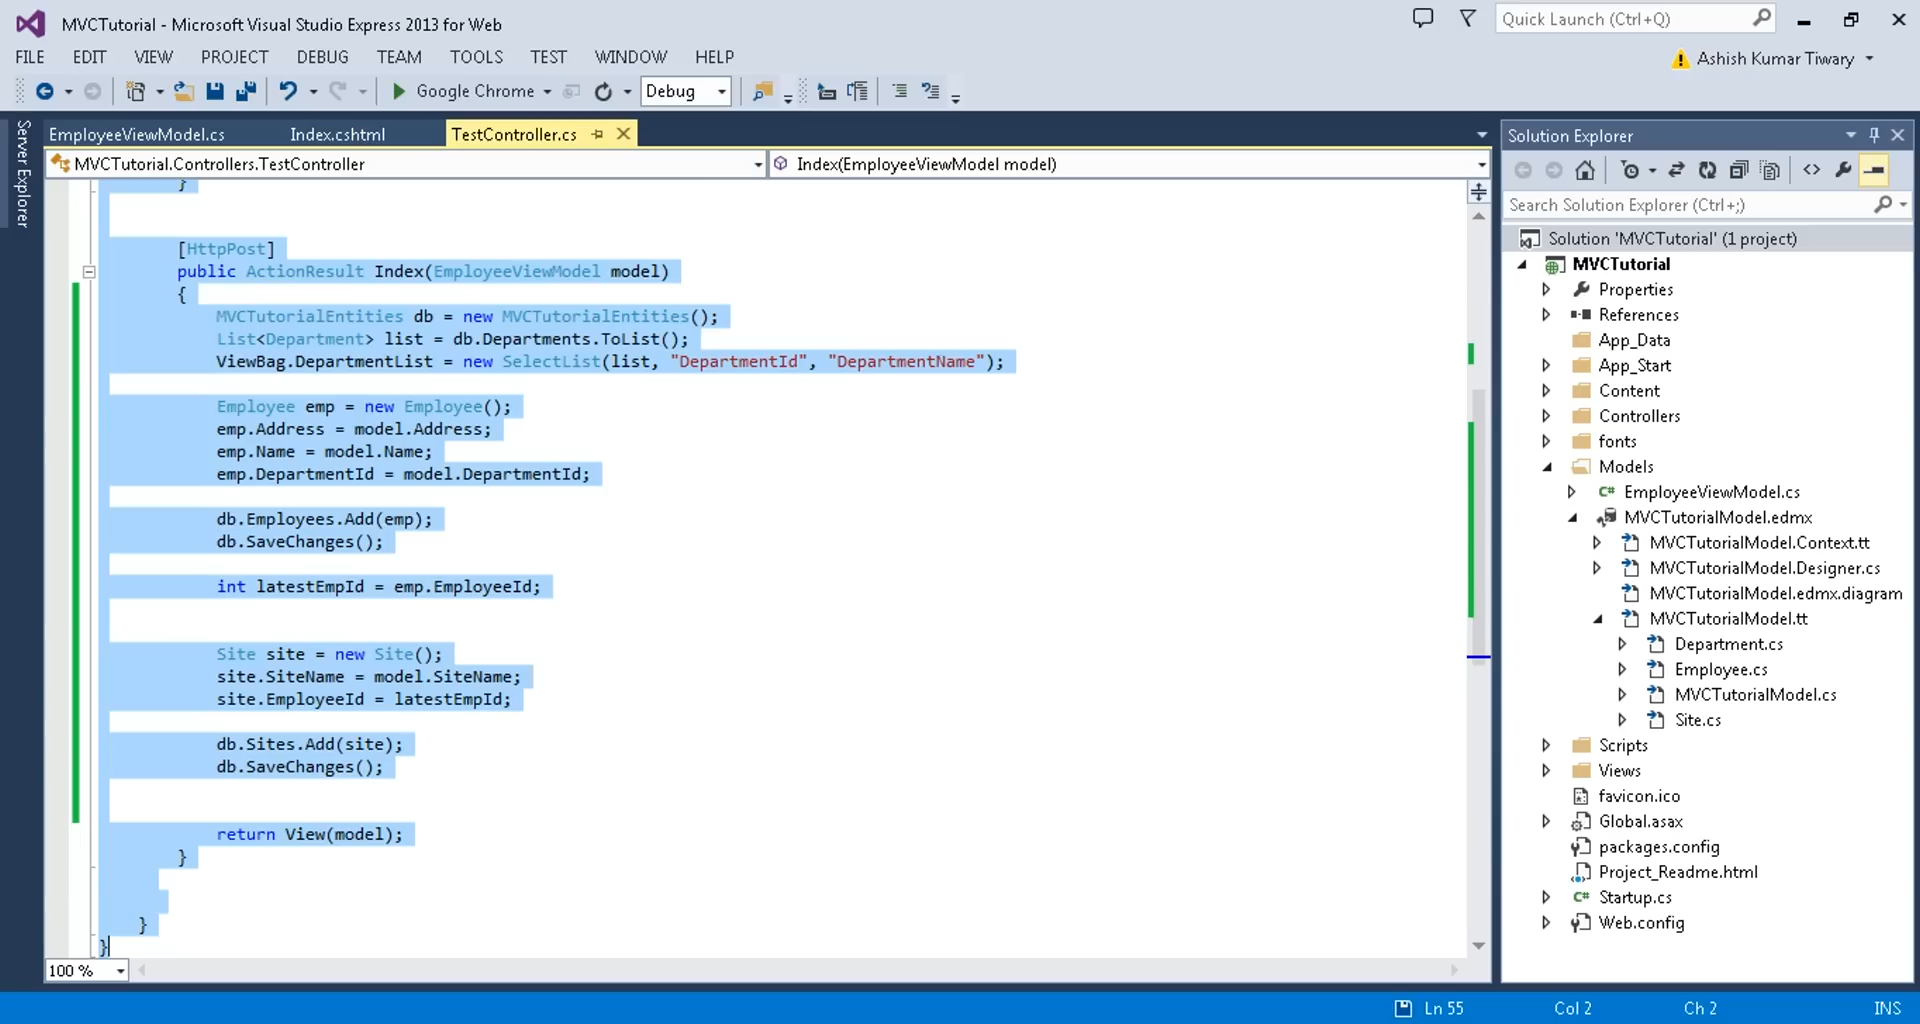 MVCTutorial - Microsoft Visual Studio Express 2013 for Web
Quick Launch (Ctrl+Q)
FILE EDIT VIEW PROJECT DEBUG TEAM TOOLS TEST WINDOW HELP
Ashish Kumar Tiwary
Google Chrome Debug
Server Explorer
EmployeeViewModel.cs Index.cshtml TestController.cs
MVCTutorial.Controllers.TestController Index(EmployeeViewModel model)
}
[HttpPost]
public ActionResult Index(EmployeeViewModel model)
{
MVCTutorialEntities db = new MVCTutorialEntities();
List<Department> list = db.Departments.ToList();
ViewBag.DepartmentList = new SelectList(list, "DepartmentId", "DepartmentName");
Employee emp = new Employee();
emp.Address = model.Address;
emp.Name = model.Name;
emp.DepartmentId = model.DepartmentId;
db.Employees.Add(emp);
db.SaveChanges();
int latestEmpId = emp.EmployeeId;
Site site = new Site();
site.SiteName = model.SiteName;
site.EmployeeId = latestEmpId;
db.Sites.Add(site);
db.SaveChanges();
return View(model);
}
}
}
100 %
Solution Explorer
Search Solution Explorer (Ctrl+;)
Solution 'MVCTutorial' (1 project)
MVCTutorial
Properties
References
App_Data
App_Start
Content
Controllers
fonts
Models
EmployeeViewModel.cs
MVCTutorialModel.edmx
MVCTutorialModel.Context.tt
MVCTutorialModel.Designer.cs
MVCTutorialModel.edmx.diagram
MVCTutorialModel.tt
Department.cs
Employee.cs
MVCTutorialModel.cs
Site.cs
Scripts
Views
favicon.ico
Global.asax
packages.config
Project_Readme.html
Startup.cs
Web.config
Ln 55 Col 2 Ch 2 INS